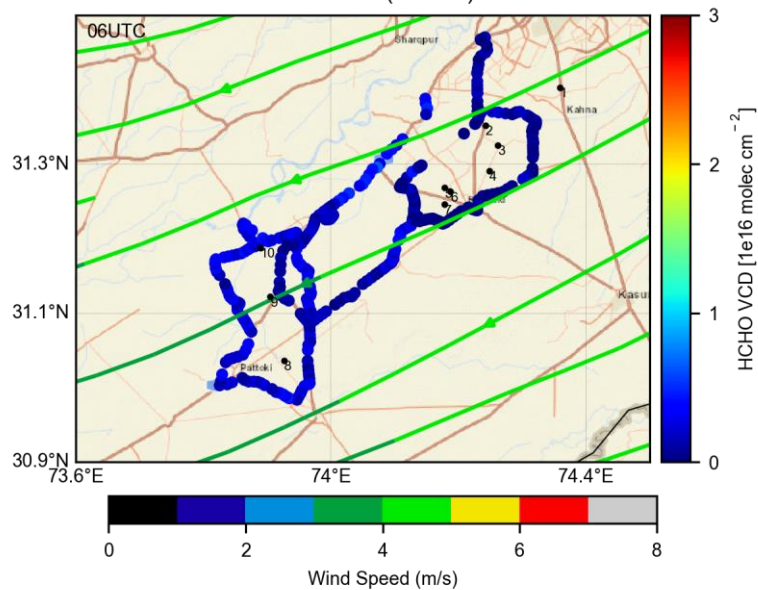 06UTC
Sharqpur
1
Kahna
2
31.3°N
3
4
6
7
10
31.1°N
9
Kasur
8
Pattoki
30.9°N
73.6°E
74°E
74.4°E
3
2
1
0
HCHO VCD [1e16 molec cm⁻²]
0 2 4 6 8
Wind Speed (m/s)